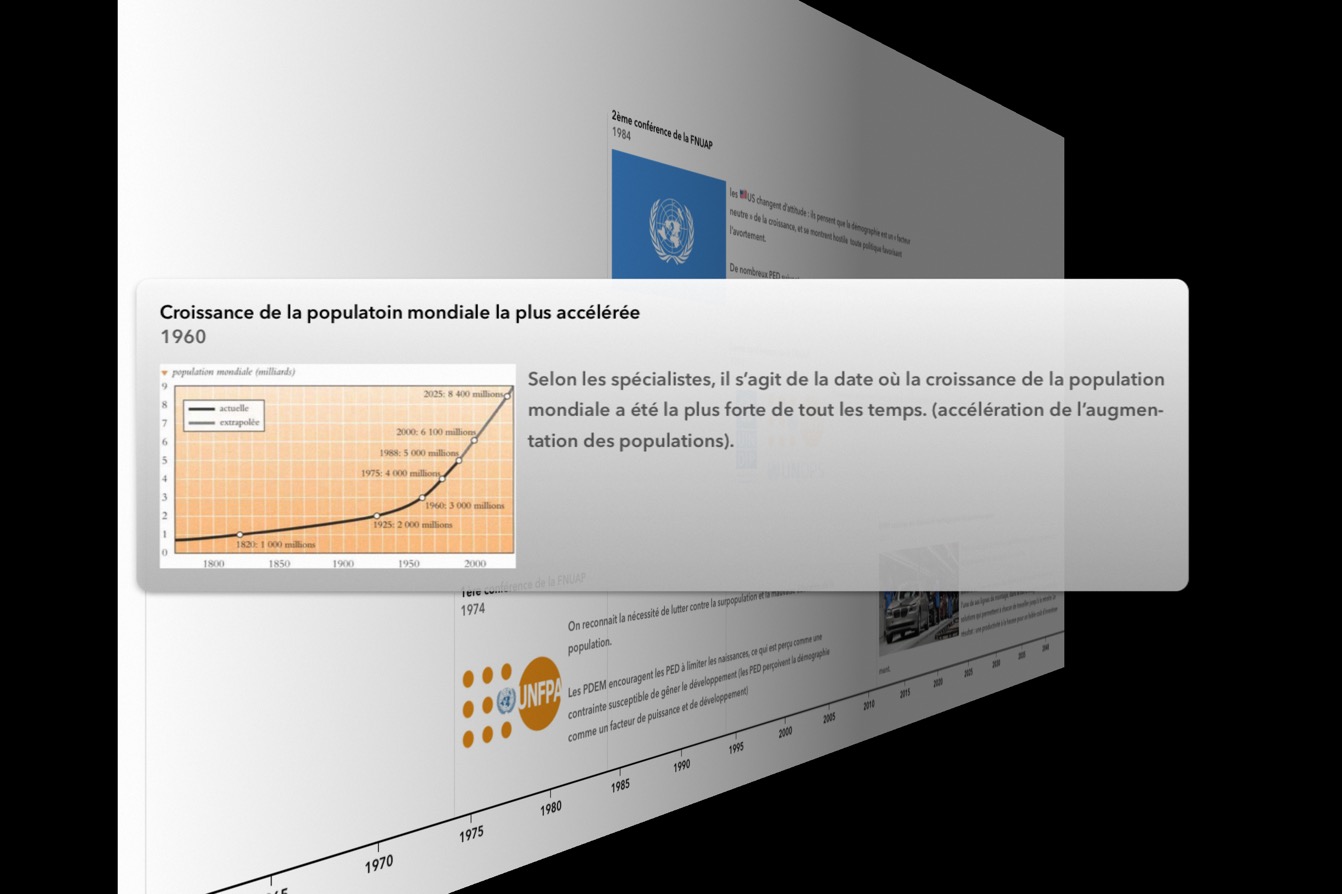 2ème conférence de la FNUAP
1984
les US changent d'attitude : ils pensent que la démographie est un « facteur
neutre » de la croissance, et se montrent hostile toute politique favorisant
l'avortement.
De nombreux PED
Croissance de la populatoin mondiale la plus accélérée
1960
population mondiale (milliards)
9
8
7
6
5
4
3
2
1
0
actuelle
extrapolée
2025: 8 400 millions
2000: 6 100 millions
1988: 5 000 millions
1975: 4 000 millions
1960: 3 000 millions
1925: 2 000 millions
1820: 1 000 millions
1800 1850 1900 1950 2000
Selon les spécialistes, il s'agit de la date où la croissance de la population
mondiale a été la plus forte de tout les temps. (accélération de l'augmen-
tation des populations).
1ère conférence de la FNUAP
1974
On reconnait la nécessité de lutter contre la surpopulation et la
population.
Les PDEM encouragent les PED à limiter les naissances, ce qui est perçu comme une
contrainte susceptible de gêner le développement (les PED perçoivent la démographie
comme un facteur de puissance et de développement)
UNFPA
ment.
1970 1975 1980 1985 1990 1995 2000 2005 2010 2015 2020 2025 2030 2035